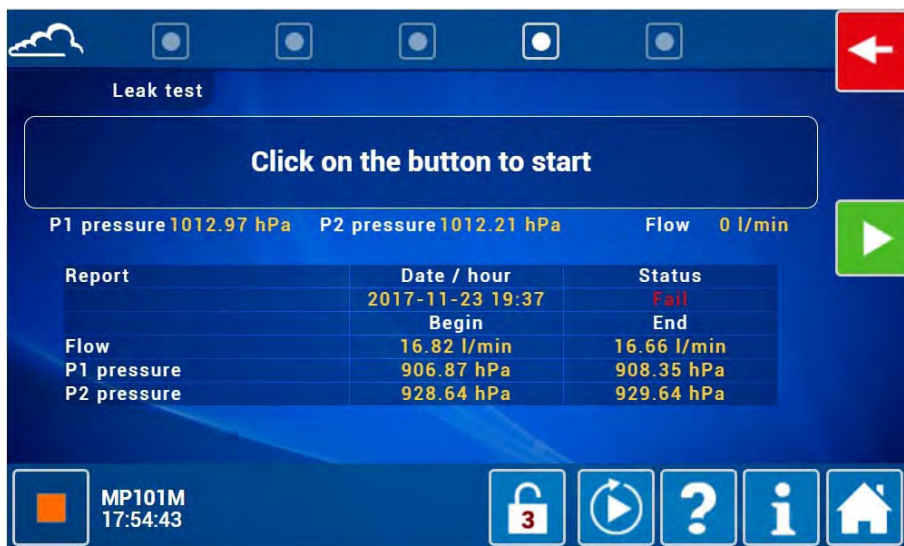 Leak test
Click on the button to start
P1 pressure 1012.97 hPa P2 pressure 1012.21 hPa Flow 0 l/min
Report Date / hour Status
2017-11-23 19:37 Fail
Begin End
Flow 16.82 l/min 16.66 l/min
P1 pressure 906.87 hPa 908.35 hPa
P2 pressure 928.64 hPa 929.64 hPa
MP101M
17:54:43
3
?
i